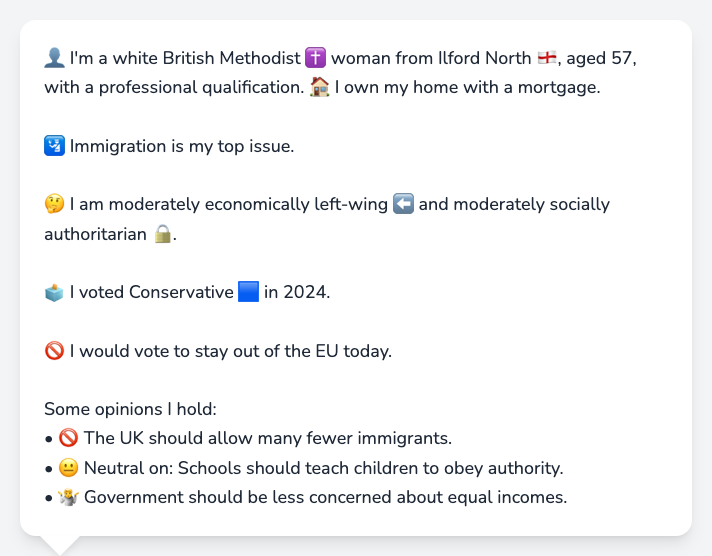 👤 I'm a white British Methodist ✝️ woman from Ilford North 🏴󠁧󠁢󠁥󠁮󠁧󠁿, aged 57,
with a professional qualification. 🏠 I own my home with a mortgage.
🛂 Immigration is my top issue.
🤔 I am moderately economically left-wing ⬅️ and moderately socially
authoritarian 🔒.
🗳️ I voted Conservative 🟦 in 2024.
🚫 I would vote to stay out of the EU today.
Some opinions I hold:
• 🚫 The UK should allow many fewer immigrants.
• 😐 Neutral on: Schools should teach children to obey authority.
• 🤷 Government should be less concerned about equal incomes.